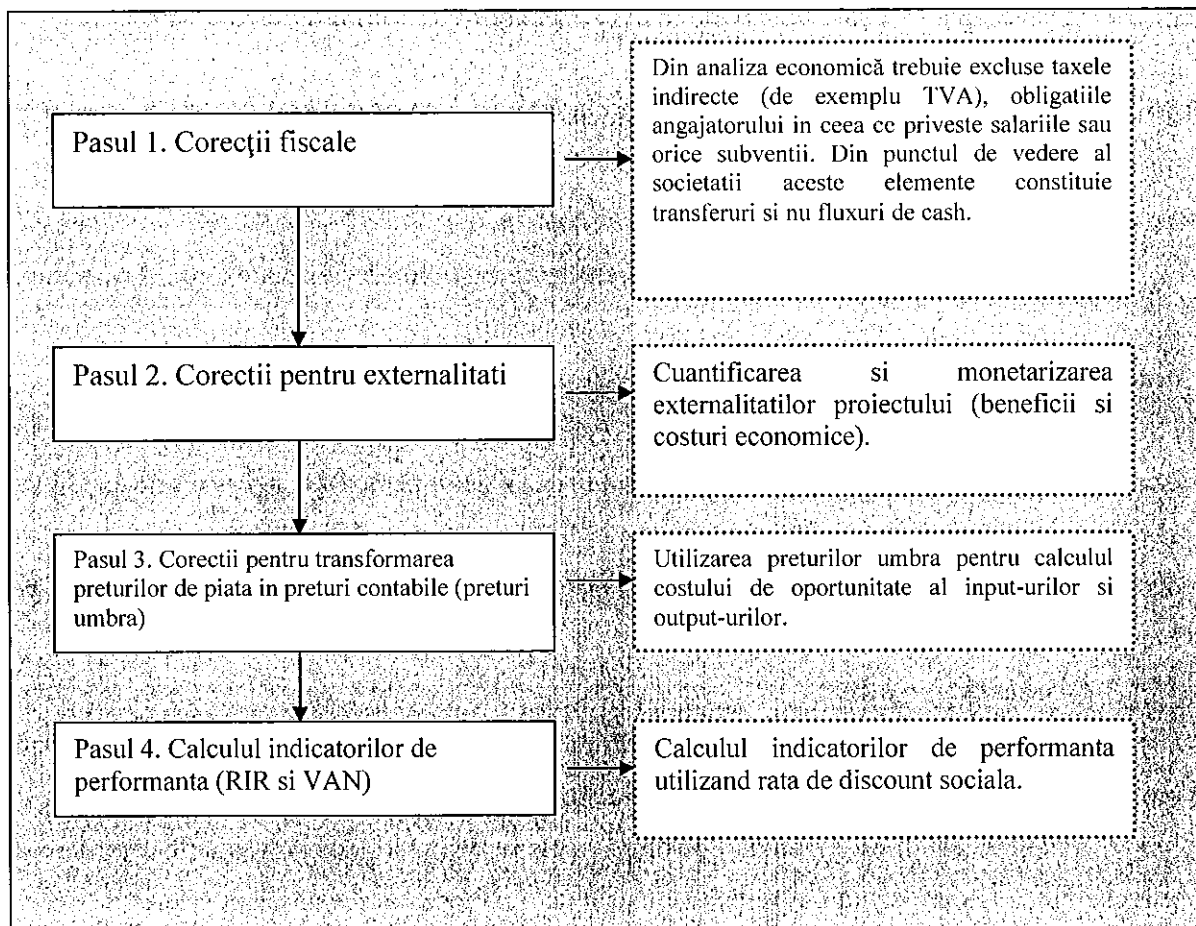 Pasul 1. Corecţii fiscale
Din analiza economică trebuie excluse taxele
indirecte (de exemplu TVA), obligatiile
angajatorului in ceea ce priveste salariile sau
orice subventii. Din punctul de vedere al
societatii aceste elemente constituie
transferuri si nu fluxuri de cash.
Pasul 2. Corectii pentru externalitati
Cuantificarea si monetarizarea
externalitatilor proiectului (beneficii si
costuri economice).
Pasul 3. Corectii pentru transformarea
preturilor de piata in preturi contabile (preturi
umbra)
Utilizarea preturilor umbra pentru calculul
costului de oportunitate al input-urilor si
output-urilor.
Pasul 4. Calculul indicatorilor de
performanta (RIR si VAN)
Calculul indicatorilor de performanta
utilizand rata de discount sociala.